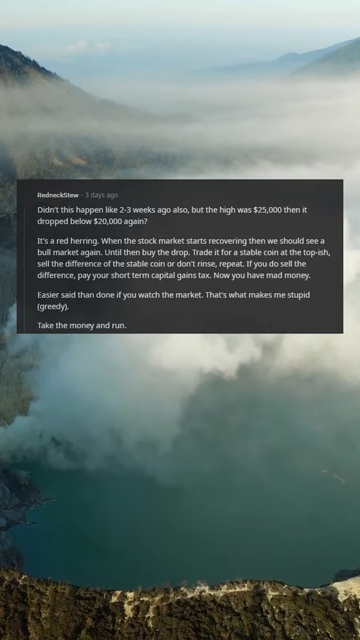 RedneckStew · 3 days ago
Didn't this happen like 2-3 weeks ago also, but the high was $25,000 then it
dropped below $20,000 again?
It's a red herring. When the stock market starts recovering then we should see a
bull market again. Until then buy the drop. Trade it for a stable coin at the top-ish,
sell the difference of the stable coin or don't rinse, repeat. If you do sell the
difference, pay your short term capital gains tax. Now you have mad money.
Easier said than done if you watch the market. That's what makes me stupid
(greedy).
Take the money and run.